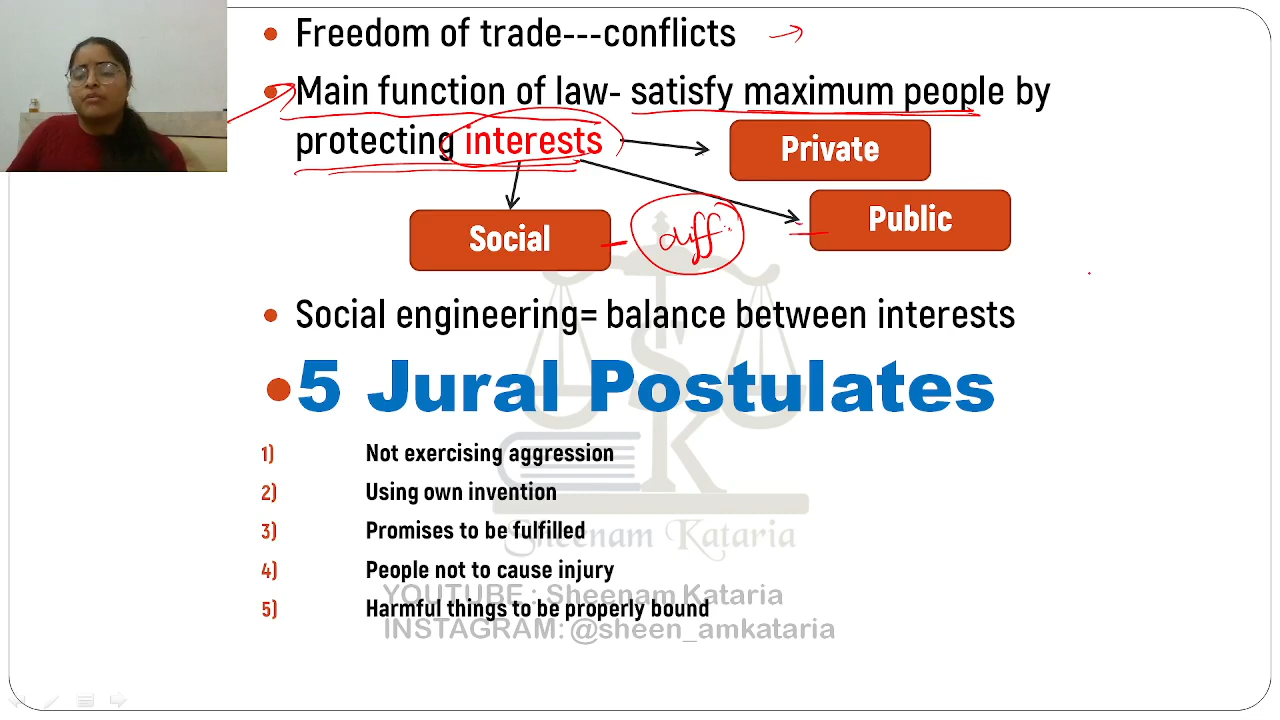 Freedom of trade---conflicts
Main function of law- satisfy maximum people by
protecting interests
Private
Public
Social
diff
Social engineering= balance between interests
5 Jural Postulates
1) Not exercising aggression
2) Using own invention
3) Promises to be fulfilled
4) People not to cause injury
5) Harmful things to be properly bound
Sheenam Kataria
YOUTUBE : Sheenam Kataria
INSTAGRAM: @sheen_amkataria